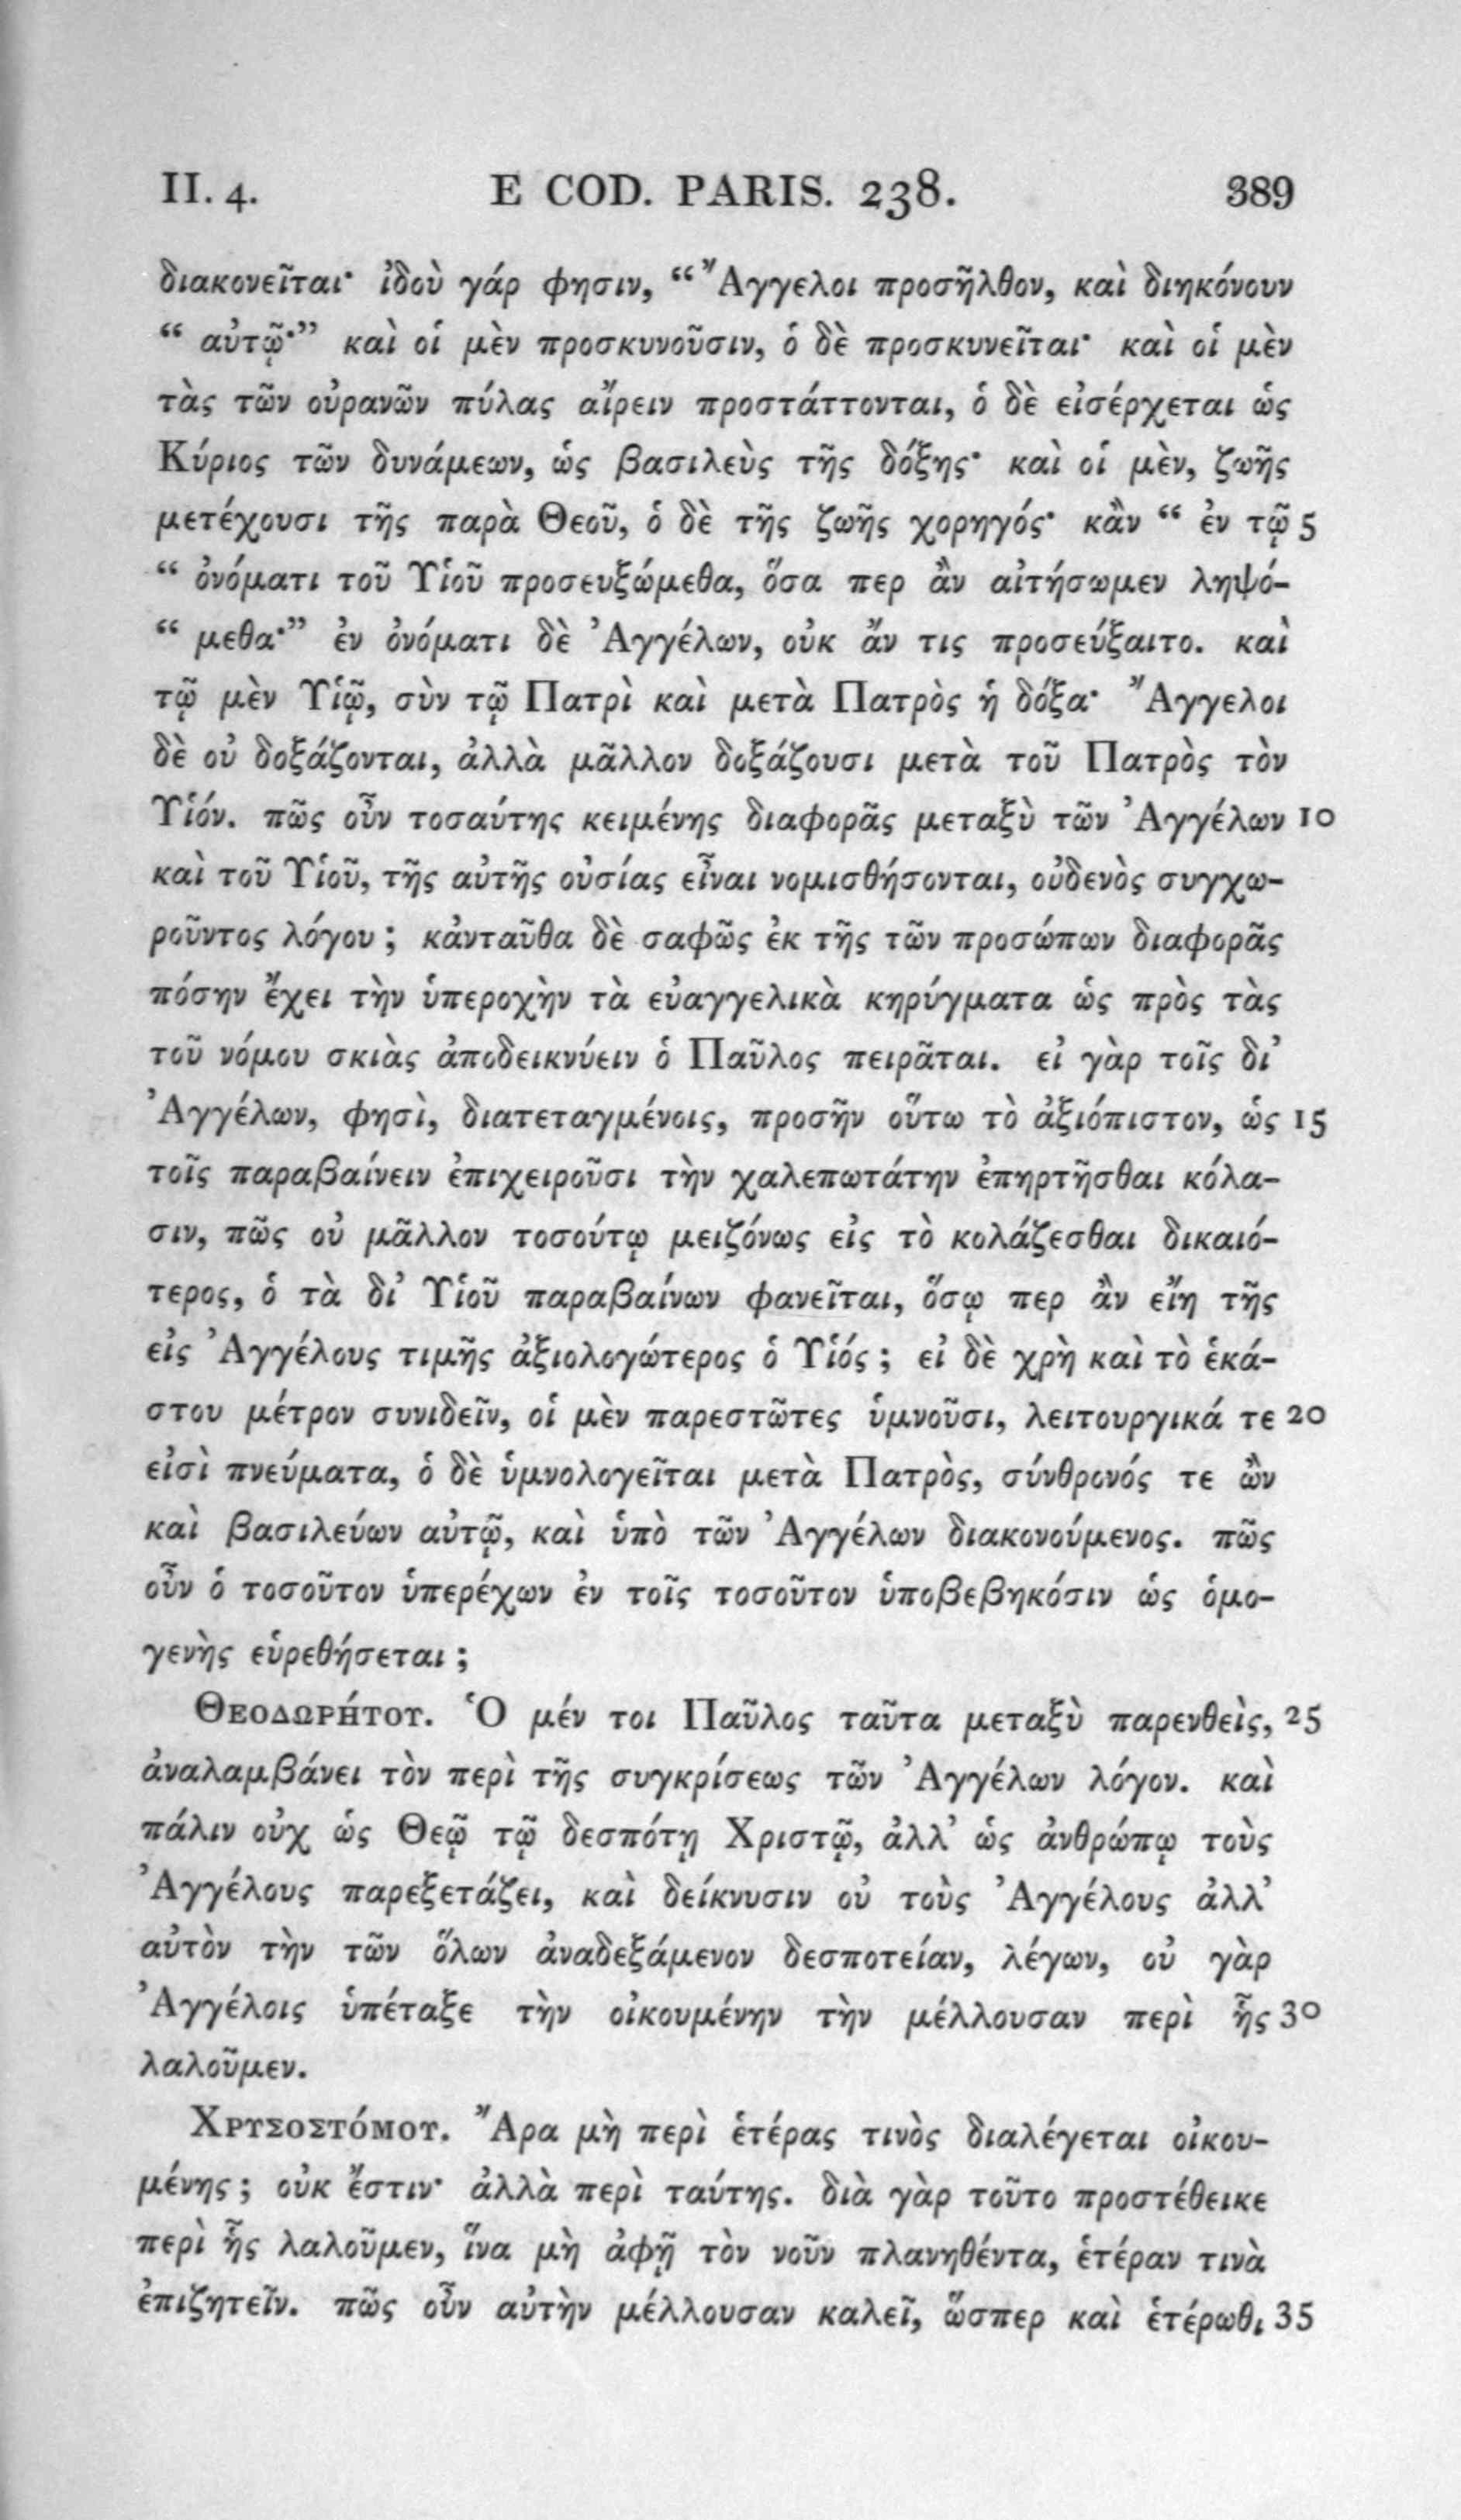 II. 4. E COD. PARIS. 238. 389
διακονεῖται· ἰδοὺ γάρ φησιν, “Ἄγγελοι προσῆλθον, καὶ διηκόνουν
“ αὐτῷ·” καὶ οἱ μὲν προσκυνοῦσιν, ὁ δὲ προσκυνεῖται· καὶ οἱ μὲν
τὰς τῶν οὐρανῶν πύλας αἴρειν προστάττονται, ὁ δὲ εἰσέρχεται ὡς
Κύριος τῶν δυνάμεων, ὡς βασιλεὺς τῆς δόξης· καὶ οἱ μὲν, ζωῆς
μετέχουσι τῆς παρὰ Θεοῦ, ὁ δὲ τῆς ζωῆς χορηγός· κἂν “ ἐν τῷ 5
“ ὀνόματι τοῦ Υἱοῦ προσευξώμεθα, ὅσα περ ἂν αἰτήσωμεν ληψό-
“ μεθα·” ἐν ὀνόματι δὲ Ἀγγέλων, οὐκ ἄν τις προσεύξαιτο. καὶ
τῷ μὲν Υἱῷ, σὺν τῷ Πατρὶ καὶ μετὰ Πατρὸς ἡ δόξα· Ἄγγελοι
δὲ οὐ δοξάζονται, ἀλλὰ μᾶλλον δοξάζουσι μετὰ τοῦ Πατρὸς τὸν
Υἱόν. πῶς οὖν τοσαύτης κειμένης διαφορᾶς μεταξὺ τῶν Ἀγγέλων 10
καὶ τοῦ Υἱοῦ, τῆς αὐτῆς οὐσίας εἶναι νομισθήσονται, οὐδενὸς συγχω-
ροῦντος λόγου ; κἀνταῦθα δὲ σαφῶς ἐκ τῆς τῶν προσώπων διαφορᾶς
πόσην ἔχει τὴν ὑπεροχὴν τὰ εὐαγγελικὰ κηρύγματα ὡς πρὸς τὰς
τοῦ νόμου σκιὰς ἀποδεικνύειν ὁ Παῦλος πειρᾶται. εἰ γὰρ τοῖς δι’
Ἀγγέλων, φησὶ, διατεταγμένοις, προσῆν οὕτω τὸ ἀξιόπιστον, ὡς 15
τοῖς παραβαίνειν ἐπιχειροῦσι τὴν χαλεπωτάτην ἐπηρτῆσθαι κόλα-
σιν, πῶς οὐ μᾶλλον τοσούτῳ μειζόνως εἰς τὸ κολάζεσθαι δικαιό-
τερος, ὁ τὰ δι’ Υἱοῦ παραβαίνων φανεῖται, ὅσῳ περ ἂν εἴη τῆς
εἰς Ἀγγέλους τιμῆς ἀξιολογώτερος ὁ Υἱός ; εἰ δὲ χρὴ καὶ τὸ ἑκά-
στου μέτρον συνιδεῖν, οἱ μὲν παρεστῶτες ὑμνοῦσι, λειτουργικά τε 20
εἰσὶ πνεύματα, ὁ δὲ ὑμνολογεῖται μετὰ Πατρὸς, σύνθρονός τε ὢν
καὶ βασιλεύων αὐτῷ, καὶ ὑπὸ τῶν Ἀγγέλων διακονούμενος. πῶς
οὖν ὁ τοσοῦτον ὑπερέχων ἐν τοῖς τοσοῦτον ὑποβεβηκόσιν ὡς ὁμο-
γενὴς εὑρεθήσεται ;
Θεοδωρήτου. Ὁ μέν τοι Παῦλος ταῦτα μεταξὺ παρενθεὶς, 25
ἀναλαμβάνει τὸν περὶ τῆς συγκρίσεως τῶν Ἀγγέλων λόγον. καὶ
πάλιν οὐχ ὡς Θεῷ τῷ δεσπότῃ Χριστῷ, ἀλλ’ ὡς ἀνθρώπῳ τοὺς
Ἀγγέλους παρεξετάζει, καὶ δείκνυσιν οὐ τοὺς Ἀγγέλους ἀλλ’
αὐτὸν τὴν τῶν ὅλων ἀναδεξάμενον δεσποτείαν, λέγων, οὐ γὰρ
Ἀγγέλοις ὑπέταξε τὴν οἰκουμένην τὴν μέλλουσαν περὶ ἧς 30
λαλοῦμεν.
Χρυσοστόμου. Ἄρα μὴ περὶ ἑτέρας τινὸς διαλέγεται οἰκου-
μένης ; οὐκ ἔστιν· ἀλλὰ περὶ ταύτης. διὰ γὰρ τοῦτο προστέθεικε
περὶ ἧς λαλοῦμεν, ἵνα μὴ ἀφῇ τὸν νοῦν πλανηθέντα, ἑτέραν τινὰ
ἐπιζητεῖν. πῶς οὖν αὐτὴν μέλλουσαν καλεῖ, ὥσπερ καὶ ἑτέρωθι 35